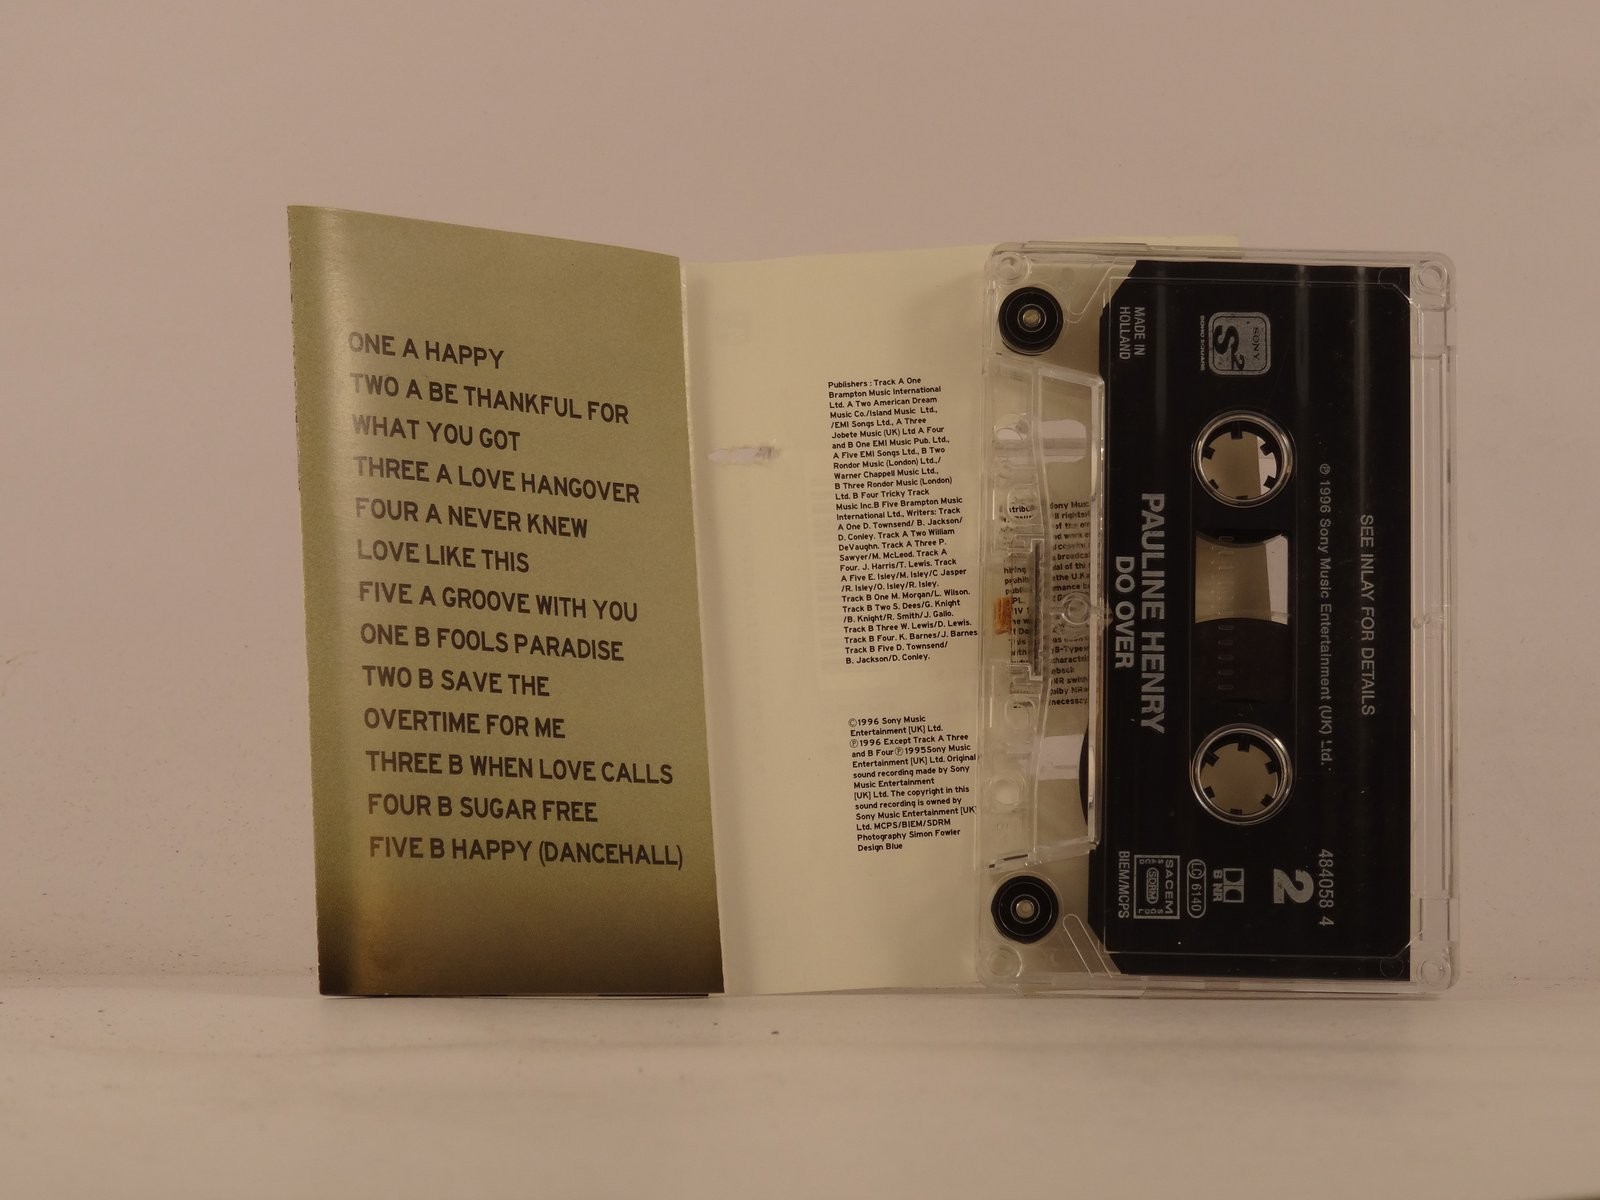 ONE A HAPPY
TWO A BE THANKFUL FOR
WHAT YOU GOT
THREE A LOVE HANGOVER
FOUR A NEVER KNEW
LOVE LIKE THIS
FIVE A GROOVE WITH YOU
ONE B FOOLS PARADISE
TWO B SAVE THE
OVERTIME FOR ME
THREE B WHEN LOVE CALLS
FOUR B SUGAR FREE
FIVE B HAPPY (DANCEHALL)
Publishers : Track A One
Brampton Music International
Ltd. A Two American Dream
Music Co./Island Music Ltd.,
/EMI Songs Ltd., A Three
Jobete Music (UK) Ltd A Four
and B One EMI Music Pub. Ltd.,
A Five EMI Songs Ltd., B Two
Rondor Music (London) Ltd.,/
Warner Chappell Music Ltd.,
B Three Rondor Music (London)
Ltd. B Four Tricky Track
Music Inc.B Five Brampton Music
International Ltd., Writers: Track
A One D. Townsend/ B. Jackson/
D. Conley. Track A Two William
DeVaughn. Track A Three P.
Sawyer/M. McLeod. Track A
Four. J. Harris/T. Lewis. Track
A Five E. Isley/M. Isley/C Jasper
/R. Isley/O. Isley/R. Isley.
Track B One M. Morgan/L. Wilson.
Track B Two S. Dees/G. Knight
/B. Knight/R. Smith/J. Gallo.
Track B Three W. Lewis/D. Lewis.
Track B Four. K. Barnes/J. Barnes
Track B Five D. Townsend/
B. Jackson/D. Conley.
©1996 Sony Music
Entertainment [UK] Ltd.
℗1996 Except Track A Three
and B Four ℗1995Sony Music
Entertainment [UK] Ltd. Original
sound recording made by Sony
Music Entertainment
[UK] Ltd. The copyright in this
sound recording is owned by
Sony Music Entertainment [UK]
Ltd. MCPS/BIEM/SDRM
Photography Simon Fowler
Design Blue
SEE INLAY FOR DETAILS
℗ 1996 Sony Music Entertainment (UK) Ltd.
484058 4
2
SONY
S2
SONO SQUARE
B NR
LC 6140
SACEM
SACD
SDRM
SCL
BIEM/MCPS
MADE IN
HOLLAND
PAULINE HENRY
DO OVER